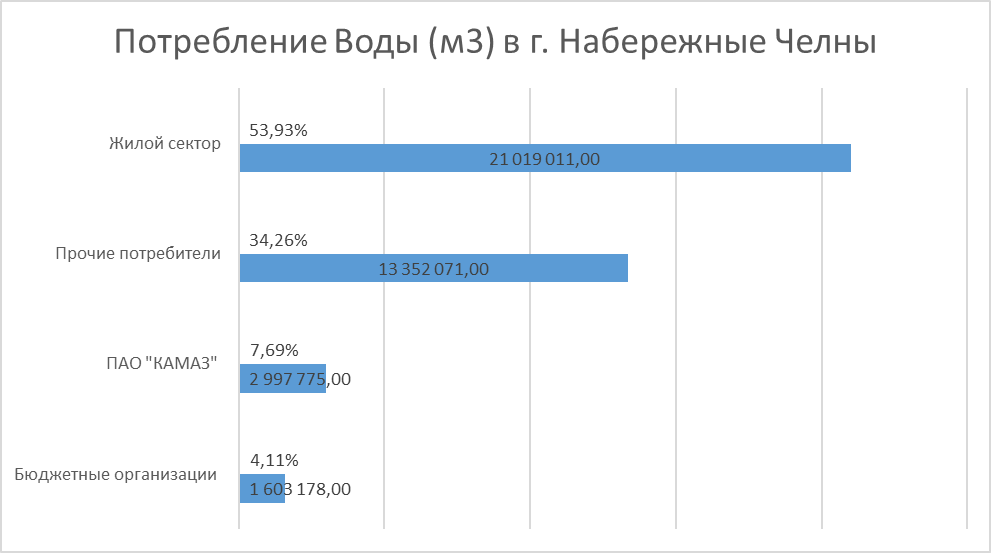 Потребление Воды (м3) в г. Набережные Челны
Жилой сектор
53,93%
21 019 011,00
Прочие потребители
34,26%
13 352 071,00
ПАО "КАМАЗ"
7,69%
2 997 775,00
Бюджетные организации
4,11%
1 603 178,00